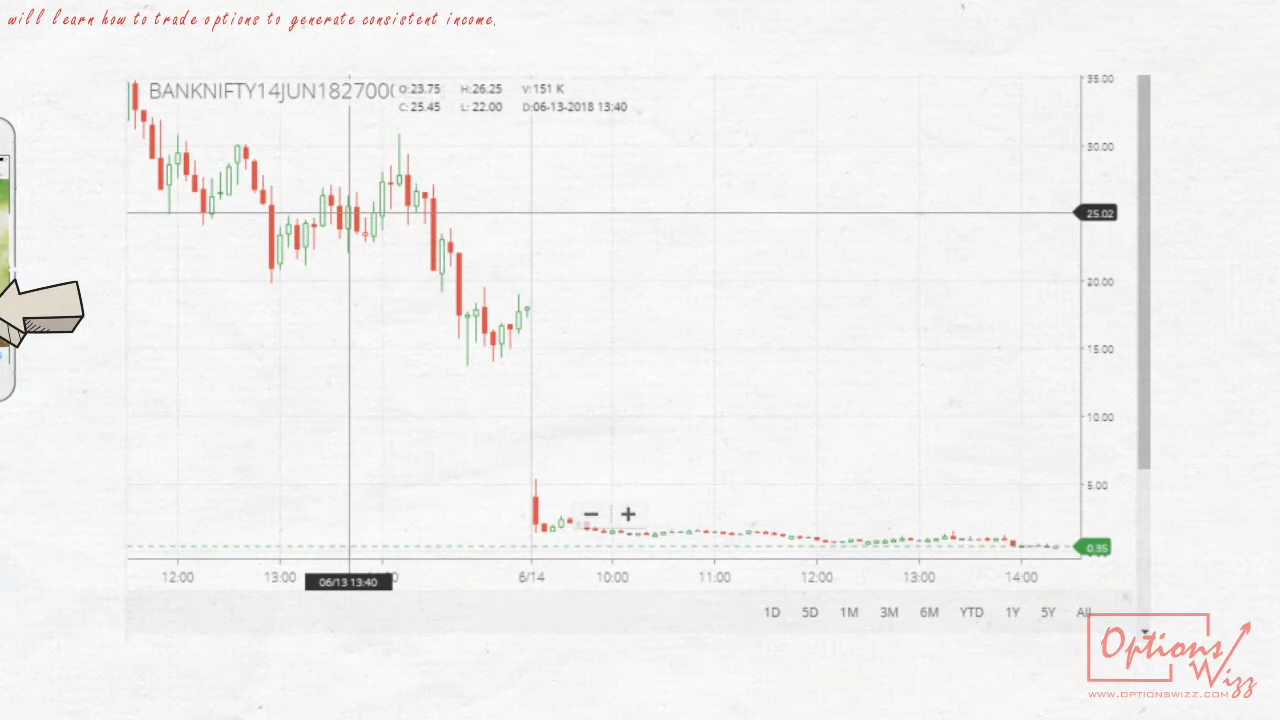 will learn how to trade options to generate consistent income.
BANKNIFTY14JUN182700
O: 23.75 H: 26.25 V: 151 K
C: 25.45 L: 22.00 D:06-13-2018 13:40
35.00
30.00
25.02
20.00
15.00
10.00
5.00
0.35
12:00 13:00 6/14 10:00 11:00 12:00 13:00 14:00
06/13 13:40
1D 5D 1M 3M 6M YTD 1Y 5Y All
Options Wizz
WWW.OPTIONSWIZZ.COM